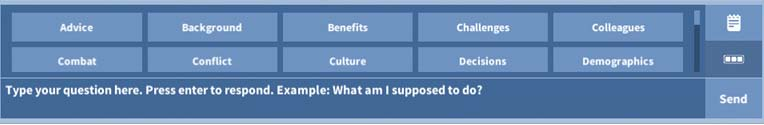 Advice Background Benefits Challenges Colleagues
Combat Conflict Culture Decisions Demographics
Type your question here. Press enter to respond. Example: What am I supposed to do?
Send